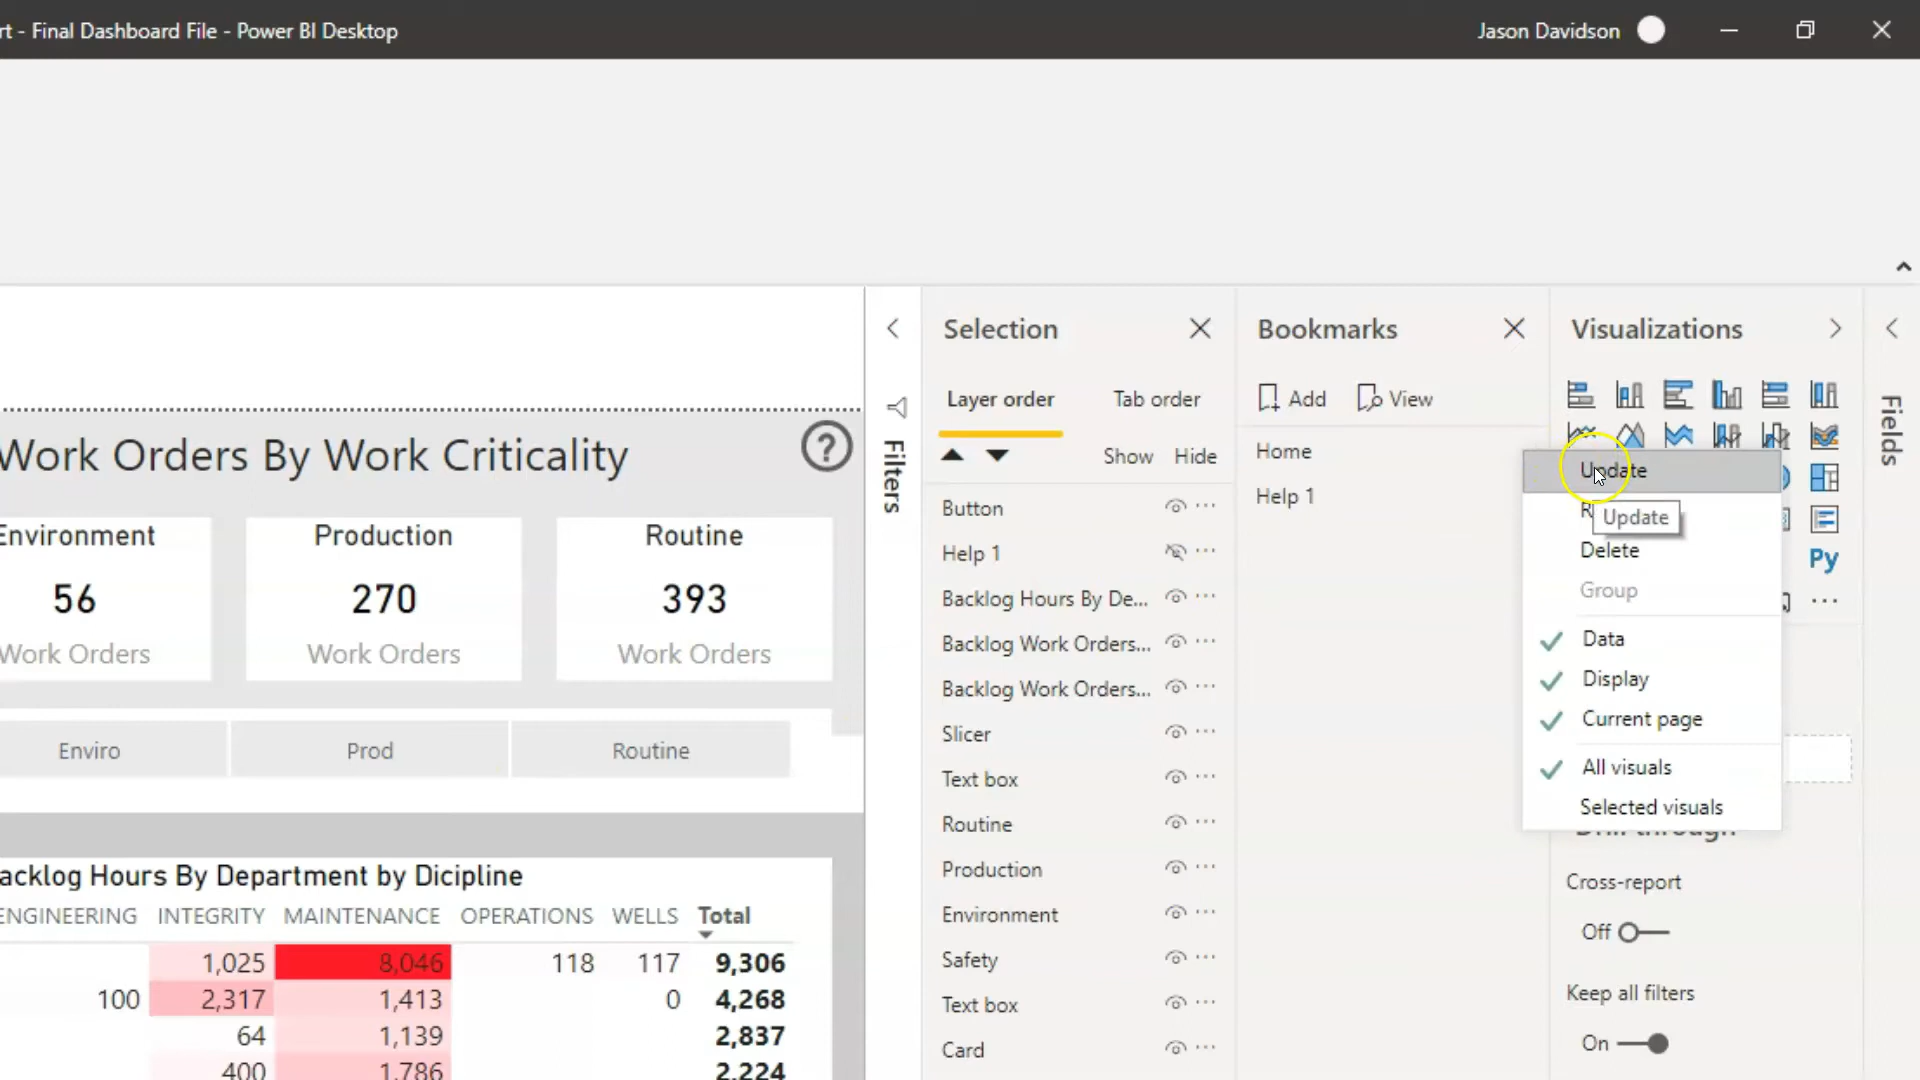 rt - Final Dashboard File - Power BI Desktop
Jason Davidson
Work Orders By Work Criticality
?
Environment
Production
Routine
56
270
393
Work Orders
Work Orders
Work Orders
Enviro
Prod
Routine
acklog Hours By Department by Dicipline
ENGINEERING INTEGRITY MAINTENANCE OPERATIONS WELLS Total
1,025 8,046 118 117 9,306
100 2,317 1,413 0 4,268
64 1,139 2,837
400 1,786 2,224
Filters
Selection
Layer order
Tab order
Show Hide
Button
Help 1
Backlog Hours By De...
Backlog Work Orders...
Backlog Work Orders...
Slicer
Text box
Routine
Production
Environment
Safety
Text box
Card
Bookmarks
Add
View
Home
Help 1
Visualizations
Py
Update
R
Update
Delete
Group
Data
Display
Current page
All visuals
Selected visuals
Drill through
Cross-report
Off
Keep all filters
On
Fields